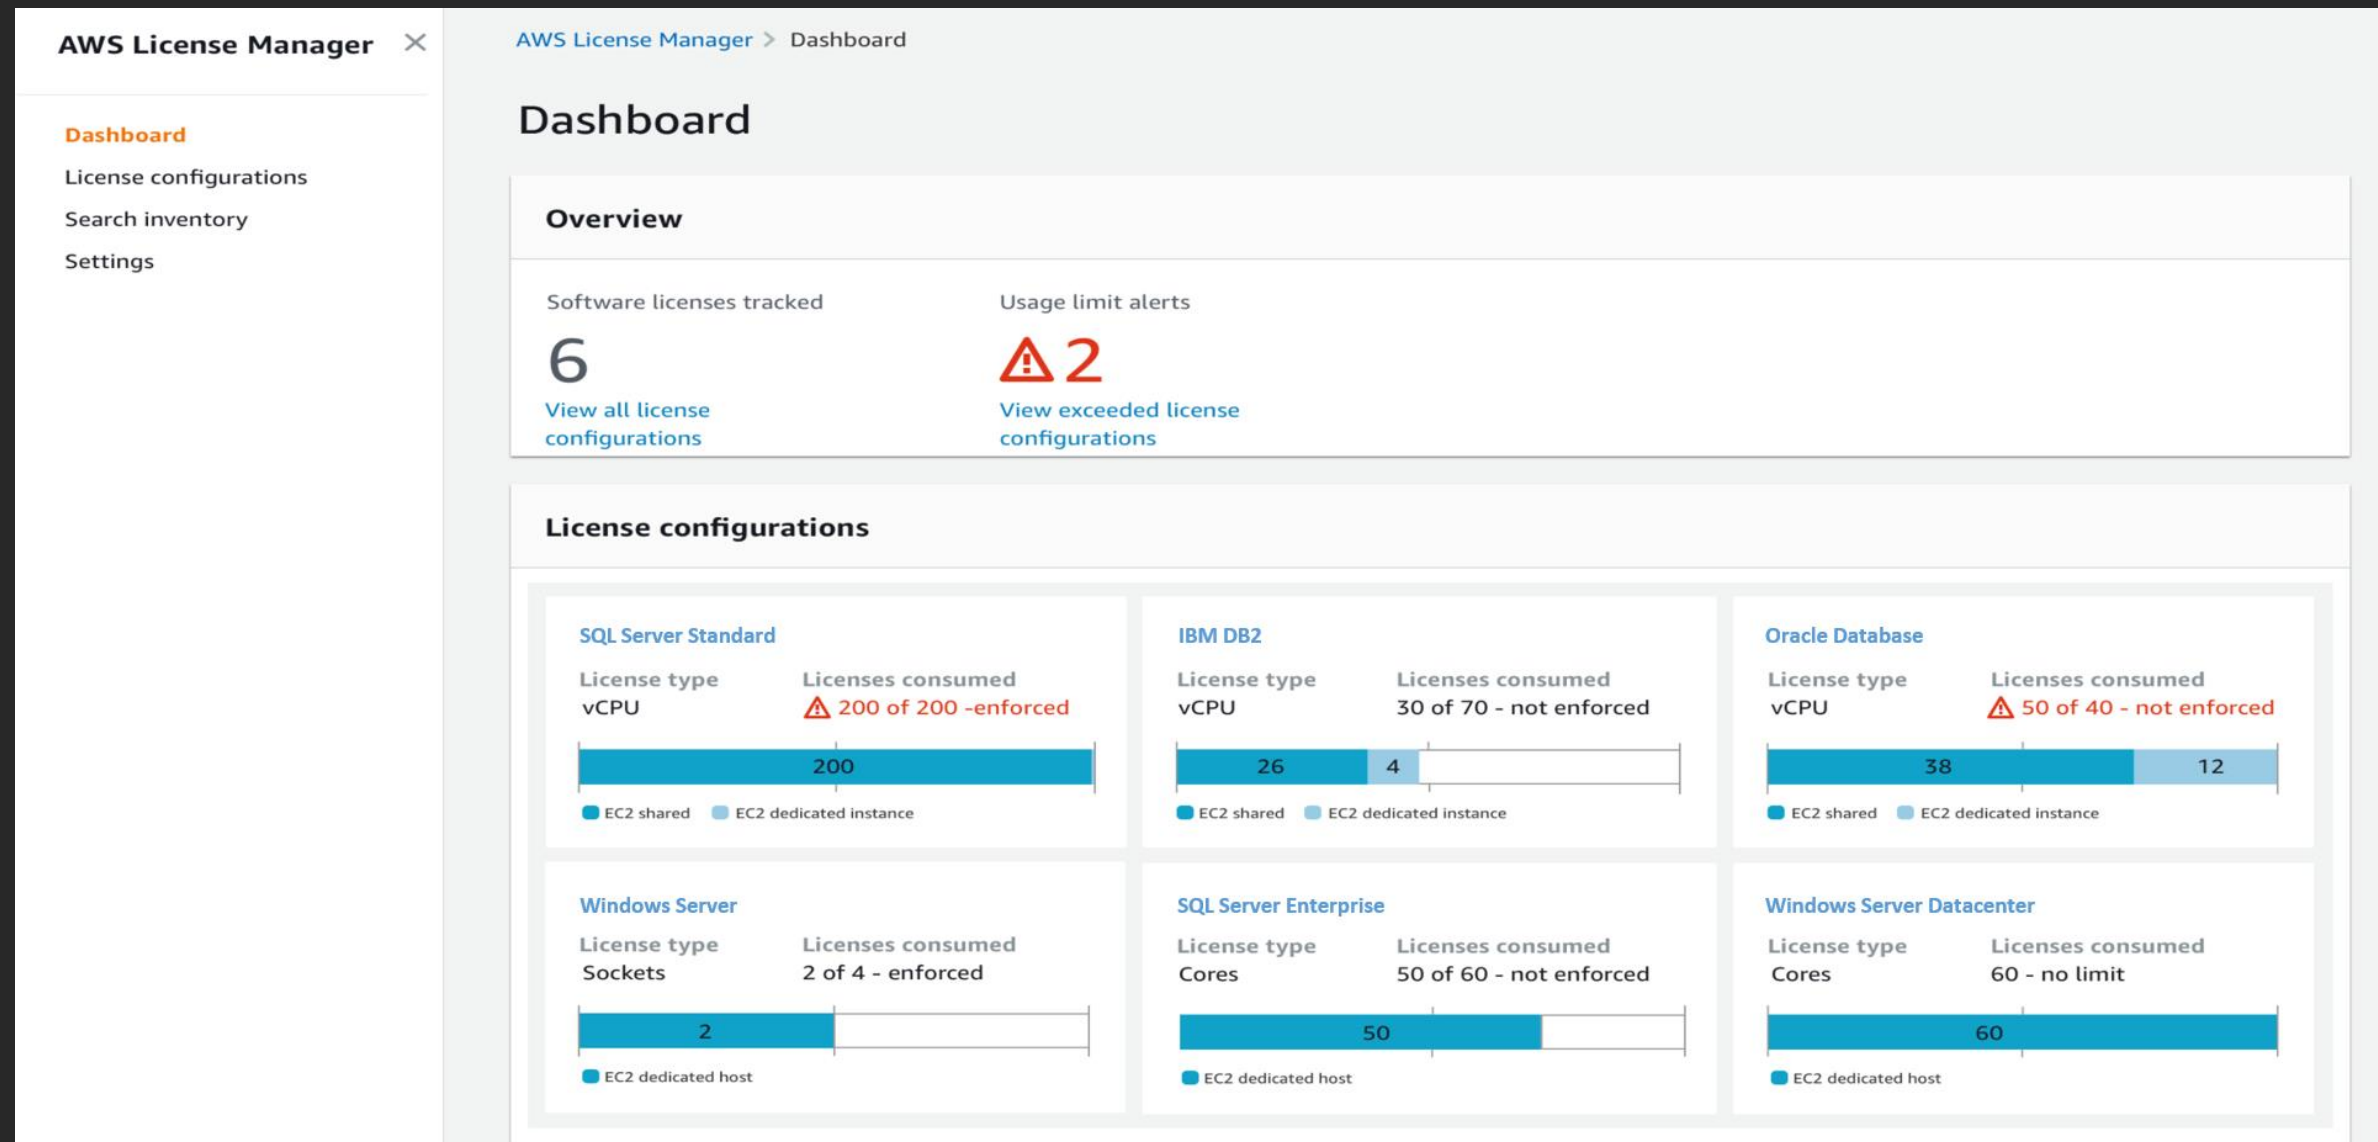 AWS License Manager
Dashboard
License configurations
Search inventory
Settings
AWS License Manager > Dashboard
Dashboard
Overview
Software licenses tracked
6
View all license
configurations
Usage limit alerts
2
View exceeded license
configurations
License configurations
SQL Server Standard
License type
vCPU
Licenses consumed
200 of 200 -enforced
200
EC2 shared
EC2 dedicated instance
IBM DB2
License type
vCPU
Licenses consumed
30 of 70 - not enforced
26
4
EC2 shared
EC2 dedicated instance
Oracle Database
License type
vCPU
Licenses consumed
50 of 40 - not enforced
38
12
EC2 shared
EC2 dedicated instance
Windows Server
License type
Sockets
Licenses consumed
2 of 4 - enforced
2
EC2 dedicated host
SQL Server Enterprise
License type
Cores
Licenses consumed
50 of 60 - not enforced
50
EC2 dedicated host
Windows Server Datacenter
License type
Cores
Licenses consumed
60 - no limit
60
EC2 dedicated host